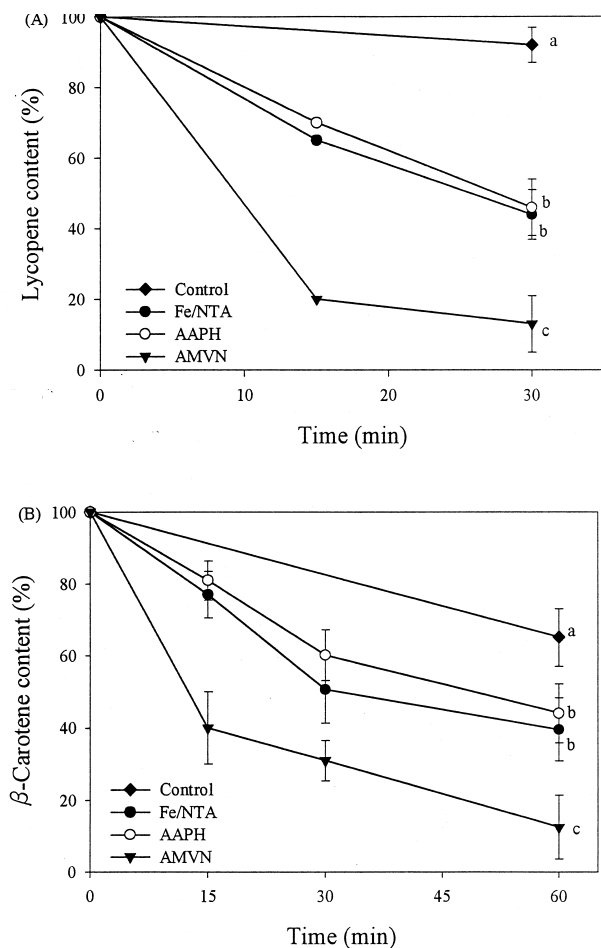 (A) 100
80
60
40
20
0
Lycopene content (%)
a
b
b
c
Control
Fe/NTA
AAPH
AMVN
0 10 20 30
Time (min)
(B) 100
80
60
40
20
0
β-Carotene content (%)
a
b
b
c
Control
Fe/NTA
AAPH
AMVN
0 15 30 45 60
Time (min)